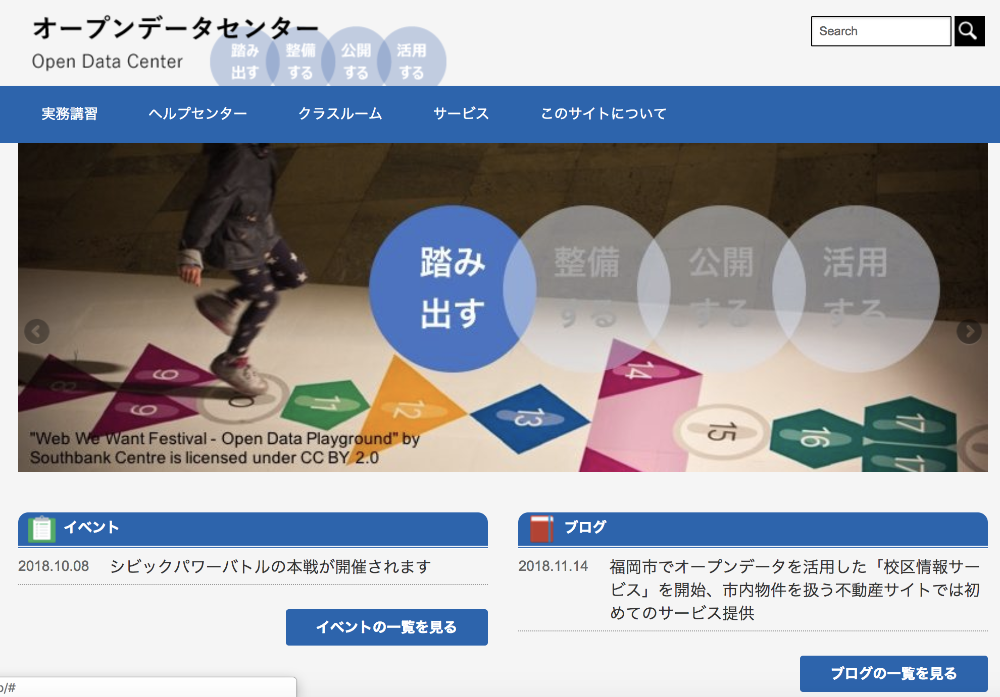 オープンデータセンター
Open Data Center
踏み
出す
整備
する
公開
する
活用
する
Search
実務講習 ヘルプセンター クラスルーム サービス このサイトについて
踏み
出す
整備
する
公開
する
活用
する
8
9
9
0
11
12
13
14
15
16
17
17
"Web We Want Festival - Open Data Playground" by
Southbank Centre is licensed under CC BY 2.0
イベント
2018.10.08 シビックパワーバトルの本戦が開催されます
イベントの一覧を見る
ブログ
2018.11.14 福岡市でオープンデータを活用した「校区情報サー
ビス」を開始、市内物件を扱う不動産サイトでは初
めてのサービス提供
ブログの一覧を見る
/#